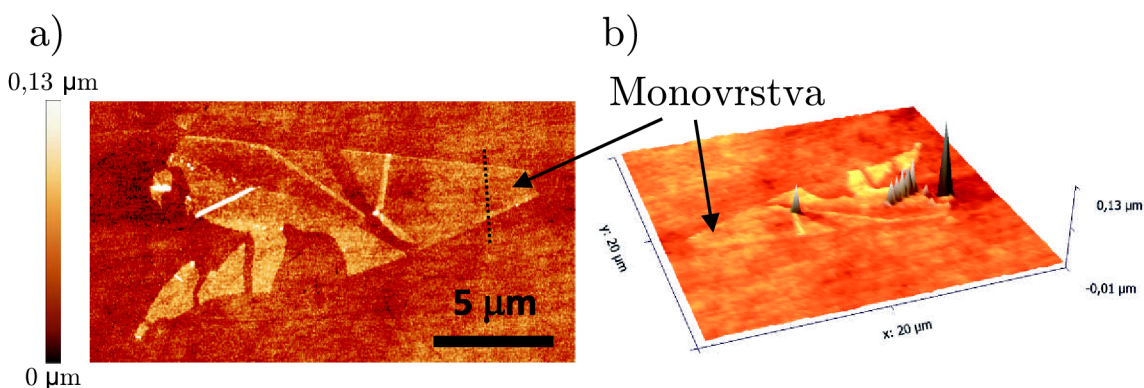 a)
b)
0,13 µm
Monovrstva
5 µm
0 µm
y: 20 µm
x: 20 µm
0,13 µm
-0,01 µm